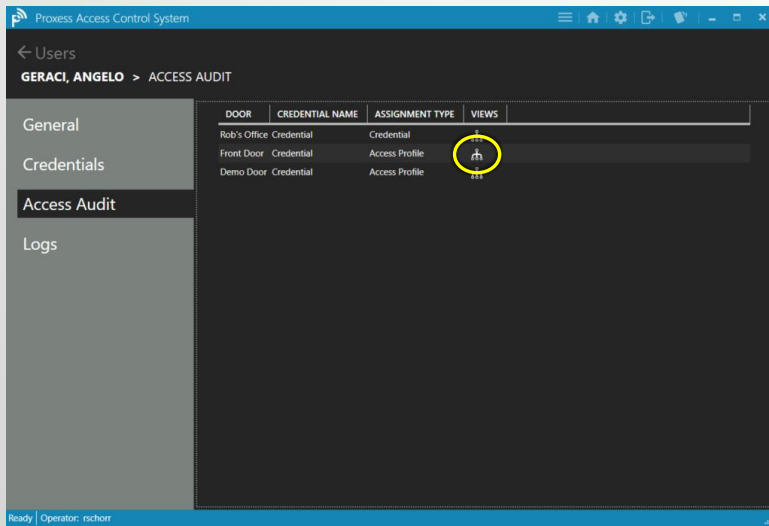 Proxess Access Control System
Users
GERACI, ANGELO > ACCESS AUDIT
General
Credentials
Access Audit
Logs
DOOR CREDENTIAL NAME ASSIGNMENT TYPE VIEWS
Rob's Office Credential Credential
Front Door Credential Access Profile
Demo Door Credential Access Profile
Ready Operator: rschorr